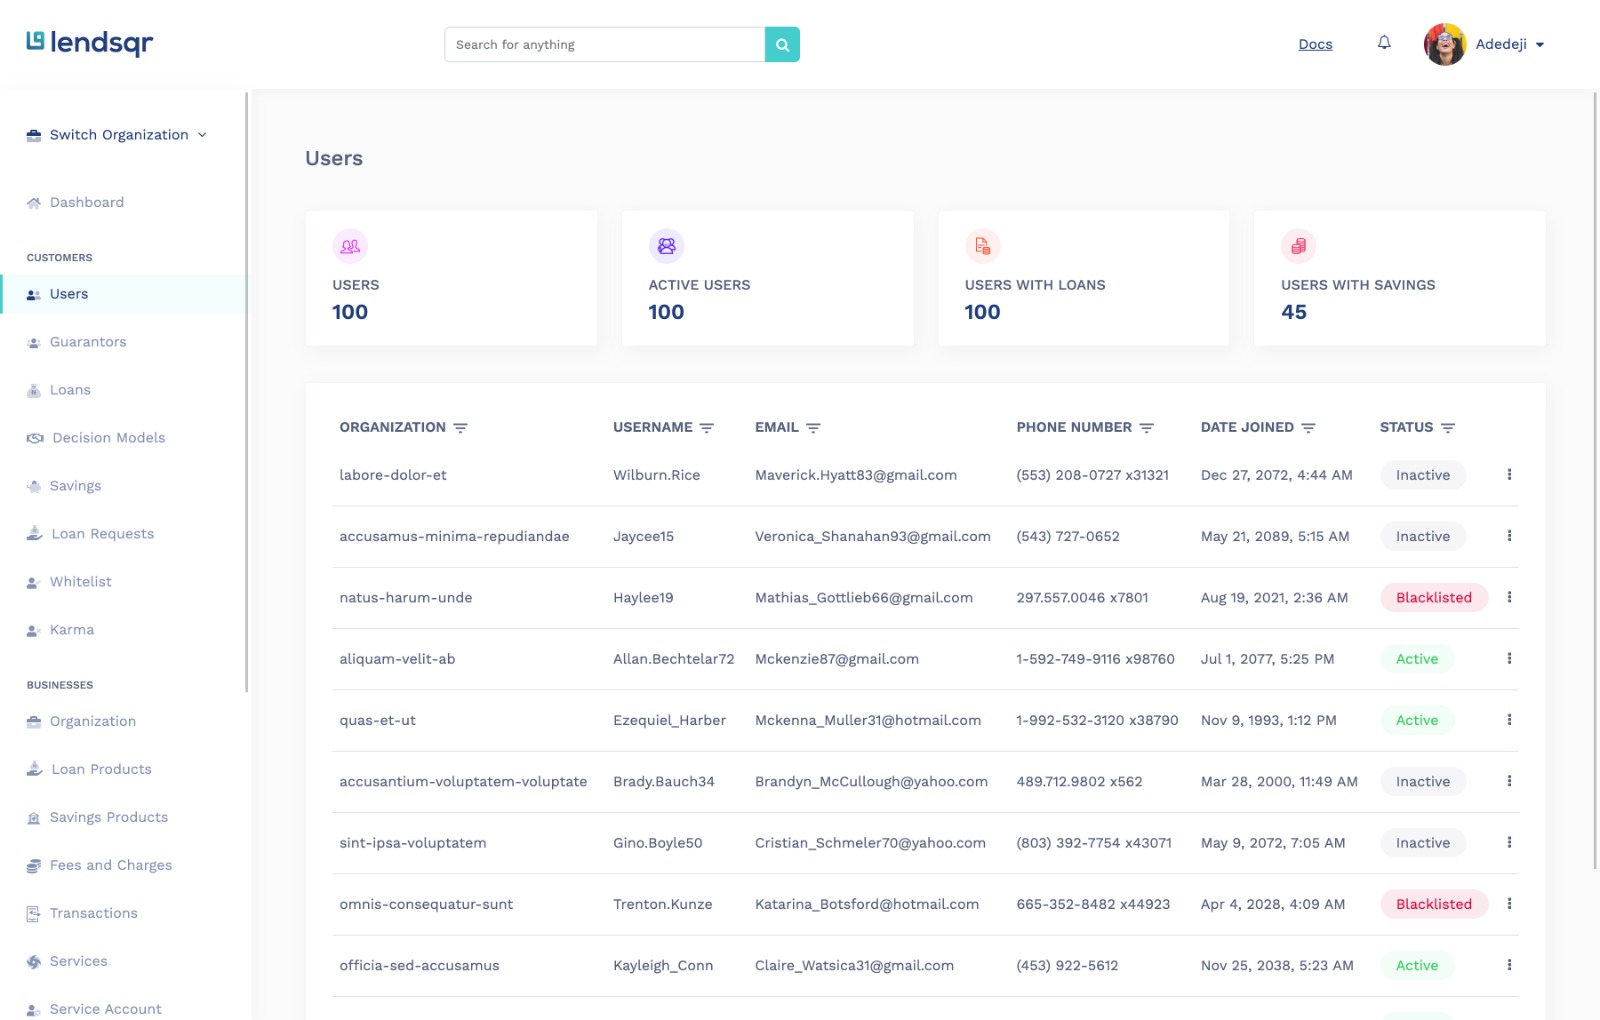 lendsqr
Search for anything
Docs
Adedeji
Switch Organization
Dashboard
CUSTOMERS
Users
Guarantors
Loans
Decision Models
Savings
Loan Requests
Whitelist
Karma
BUSINESSES
Organization
Loan Products
Savings Products
Fees and Charges
Transactions
Services
Service Account
Users
USERS
100
ACTIVE USERS
100
USERS WITH LOANS
100
USERS WITH SAVINGS
45
ORGANIZATION USERNAME EMAIL PHONE NUMBER DATE JOINED STATUS
labore-dolor-et Wilburn.Rice Maverick.Hyatt83@gmail.com (553) 208-0727 x31321 Dec 27, 2072, 4:44 AM Inactive
accusamus-minima-repudiandae Jaycee15 Veronica_Shanahan93@gmail.com (543) 727-0652 May 21, 2089, 5:15 AM Inactive
natus-harum-unde Haylee19 Mathias_Gottlieb66@gmail.com 297.557.0046 x7801 Aug 19, 2021, 2:36 AM Blacklisted
aliquam-velit-ab Allan.Bechtelar72 Mckenzie87@gmail.com 1-592-749-9116 x98760 Jul 1, 2077, 5:25 PM Active
quas-et-ut Ezequiel_Harber Mckenna_Muller31@hotmail.com 1-992-532-3120 x38790 Nov 9, 1993, 1:12 PM Active
accusantium-voluptatem-voluptate Brady.Bauch34 Brandyn_McCullough@yahoo.com 489.712.9802 x562 Mar 28, 2000, 11:49 AM Inactive
sint-ipsa-voluptatem Gino.Boyle50 Cristian_Schmeler70@yahoo.com (803) 392-7754 x43071 May 9, 2072, 7:05 AM Inactive
omnis-consequatur-sunt Trenton.Kunze Katarina_Botsford@hotmail.com 665-352-8482 x44923 Apr 4, 2028, 4:09 AM Blacklisted
officia-sed-accusamus Kayleigh_Conn Claire_Watsica31@gmail.com (453) 922-5612 Nov 25, 2038, 5:23 AM Active